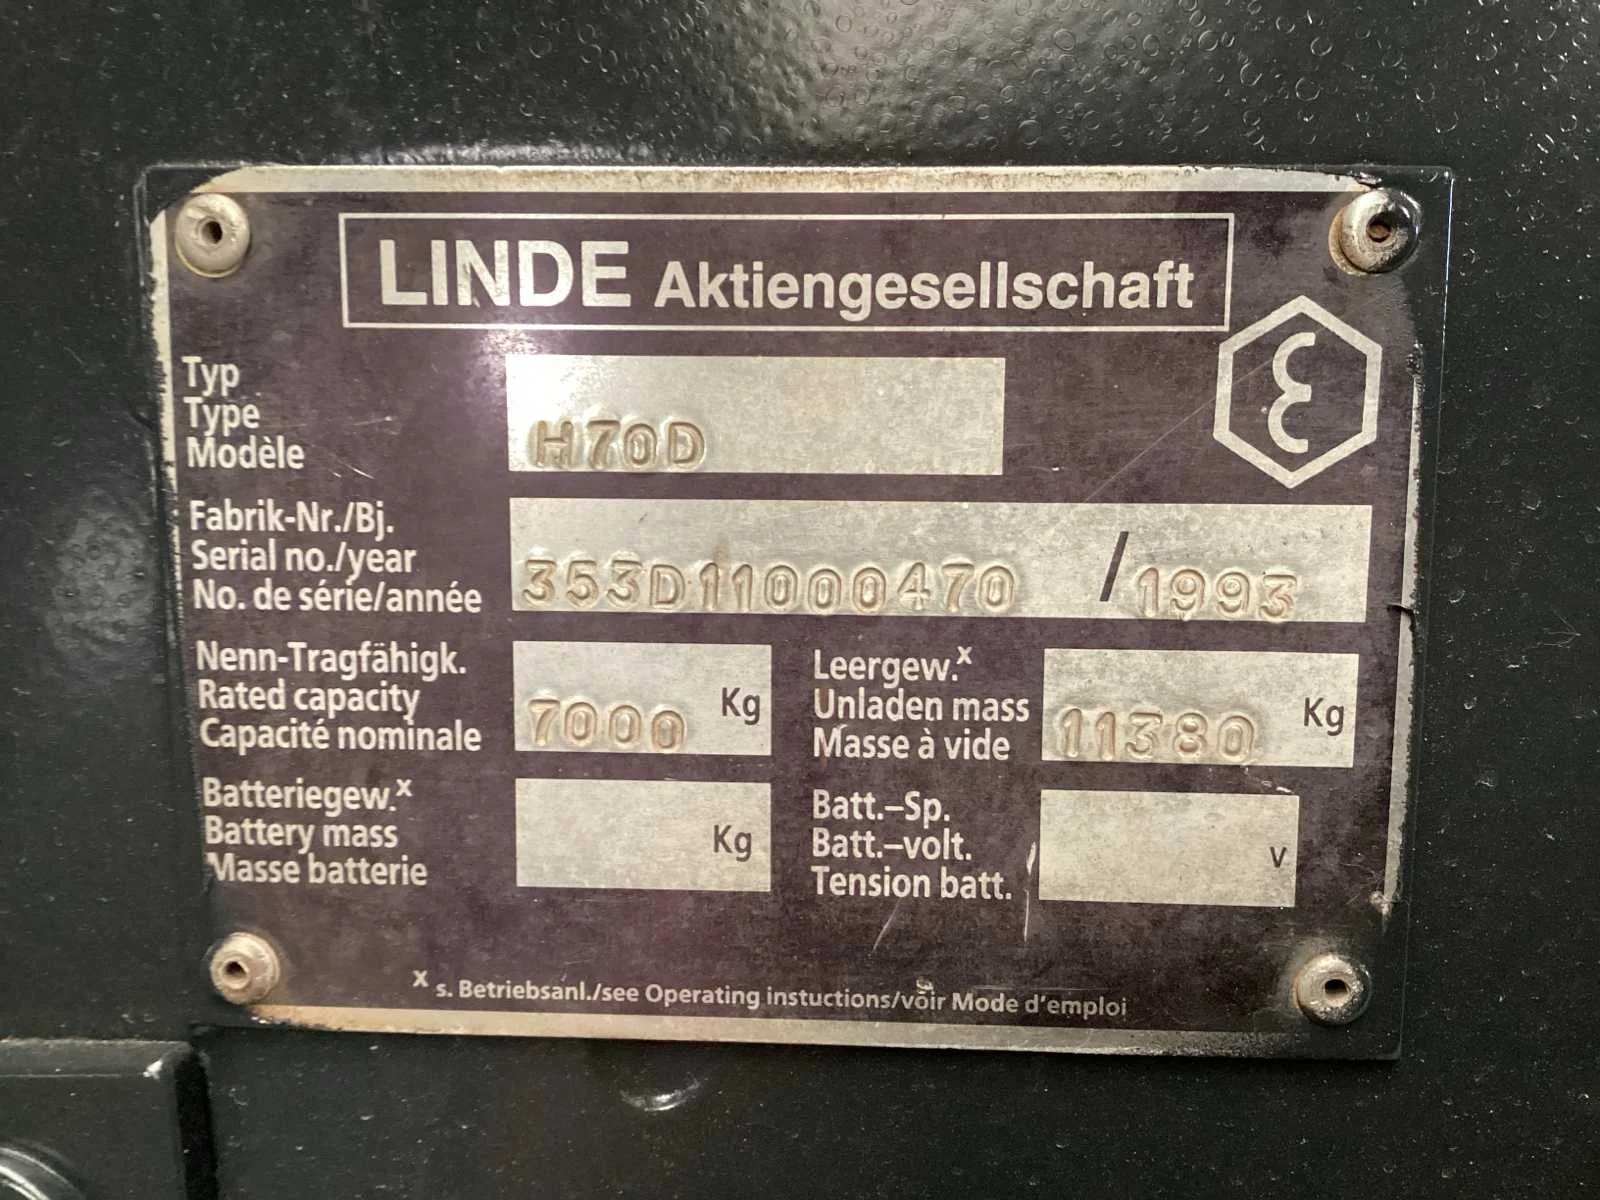 LINDE Aktiengesellschaft
Typ
Type
Modèle
H70D
ε
Fabrik-Nr./Bj.
Serial no./year
No. de série/année
353D11000470 / 1993
Nenn-Tragfähigk.
Rated capacity
Capacité nominale
7000 Kg
Leergew.x
Unladen mass
Masse à vide
11380 Kg
Batteriegew.x
Battery mass
Masse batterie
Kg
Batt.–Sp.
Batt.–volt.
Tension batt.
V
x s. Betriebsanl./see Operating instuctions/voir Mode d'emploi